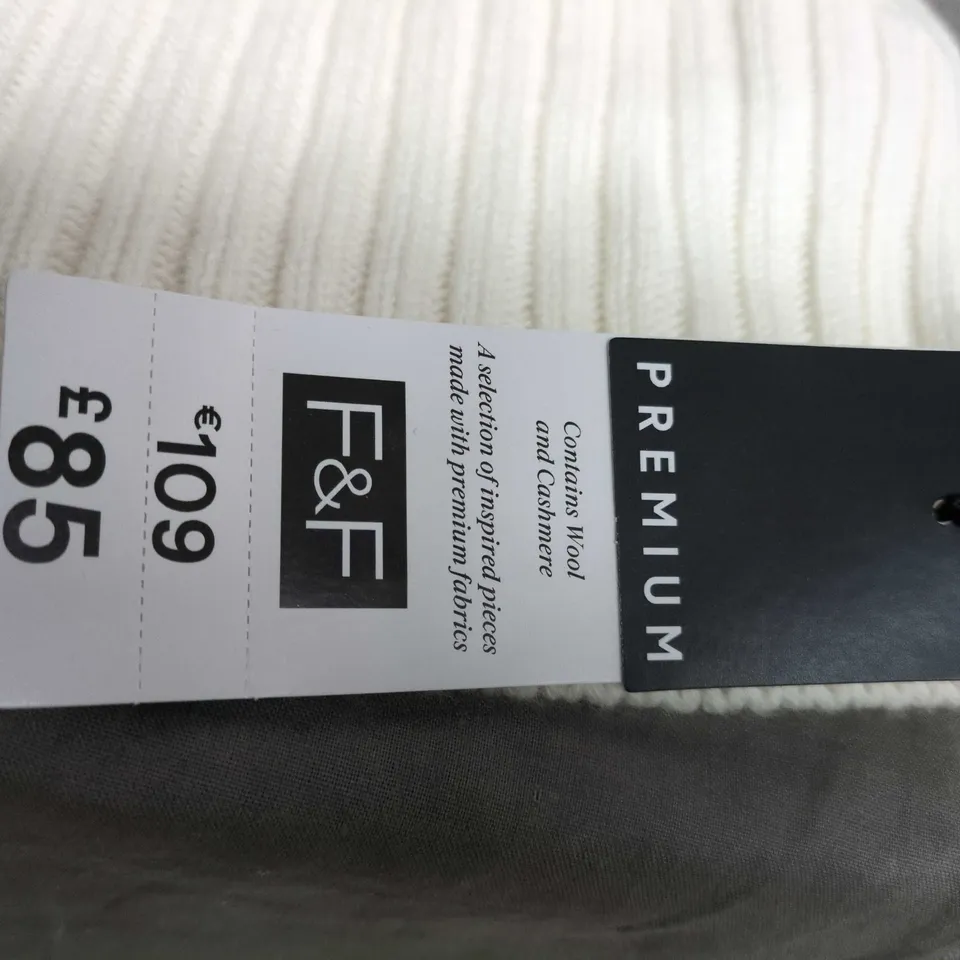 PREMIUM
Contains Wool
and Cashmere
A selection of inspired pieces
made with premium fabrics
F&F
€109
£85